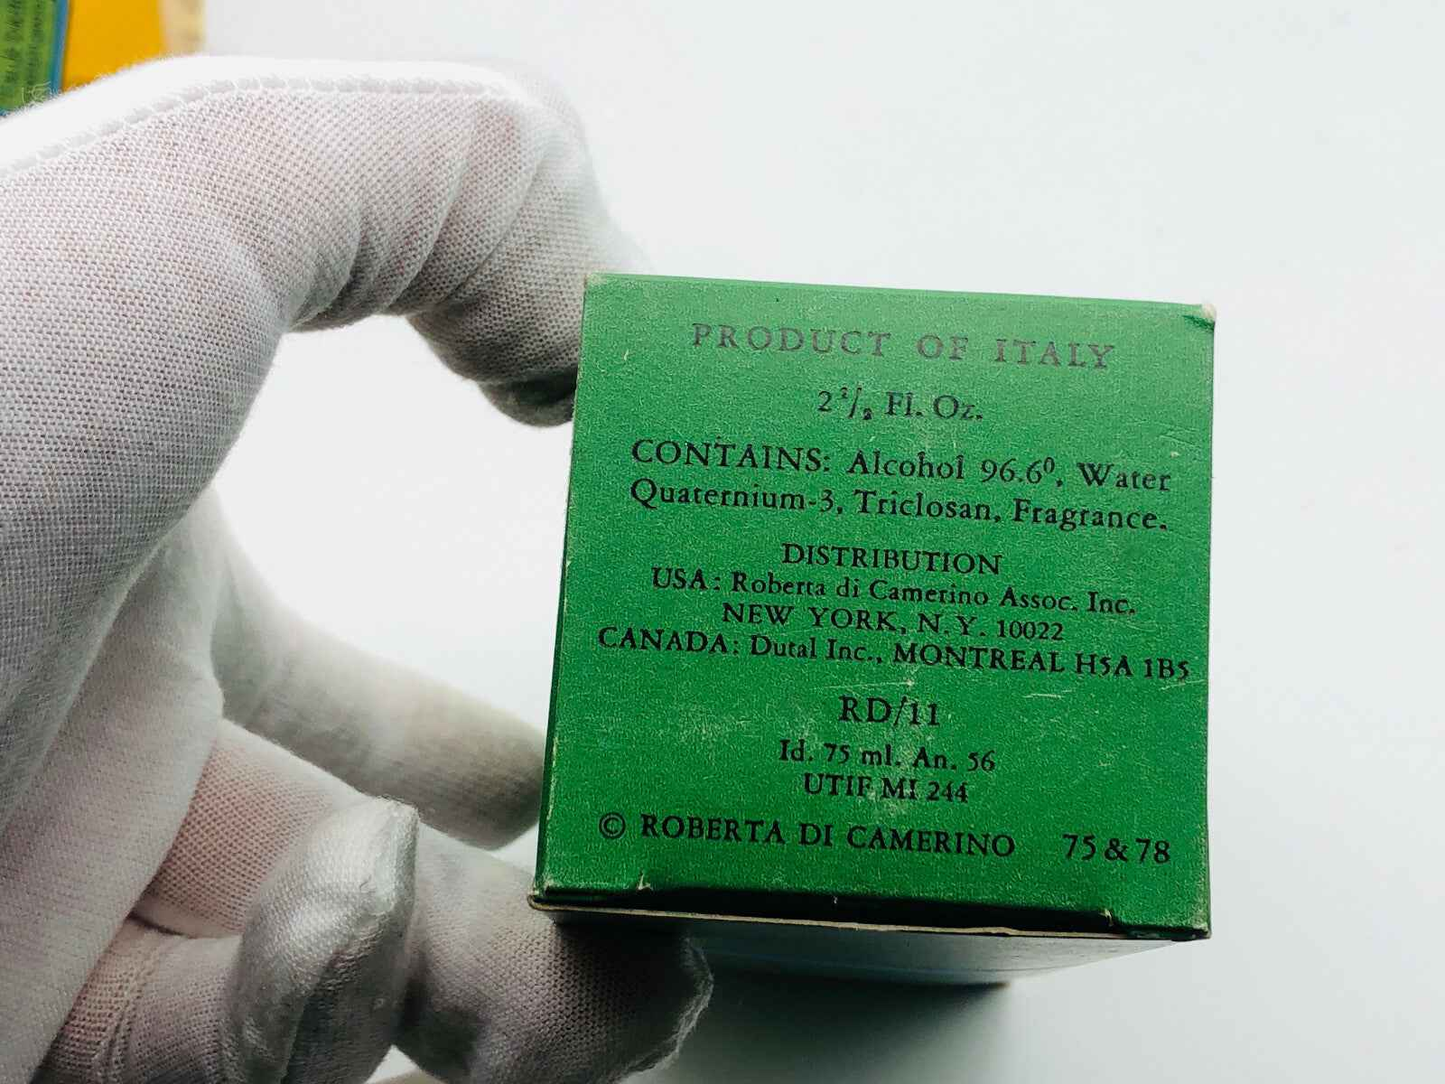 PRODUCT OF ITALY
2 1/2 Fl. Oz.
CONTAINS: Alcohol 96.6⁰, Water
Quaternium-3, Triclosan, Fragrance.
DISTRIBUTION
USA: Roberta di Camerino Assoc. Inc.
NEW YORK, N. Y. 10022
CANADA: Dutal Inc., MONTREAL H5A 1B5
RD/11
Id. 75 ml. An. 56
UTIF MI 244
© ROBERTA DI CAMERINO 75 & 78